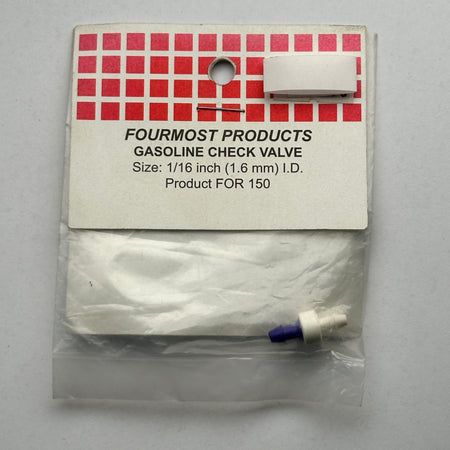 FOURMOST PRODUCTS
GASOLINE CHECK VALVE
Size: 1/16 inch (1.6 mm) I.D.
Product FOR 150